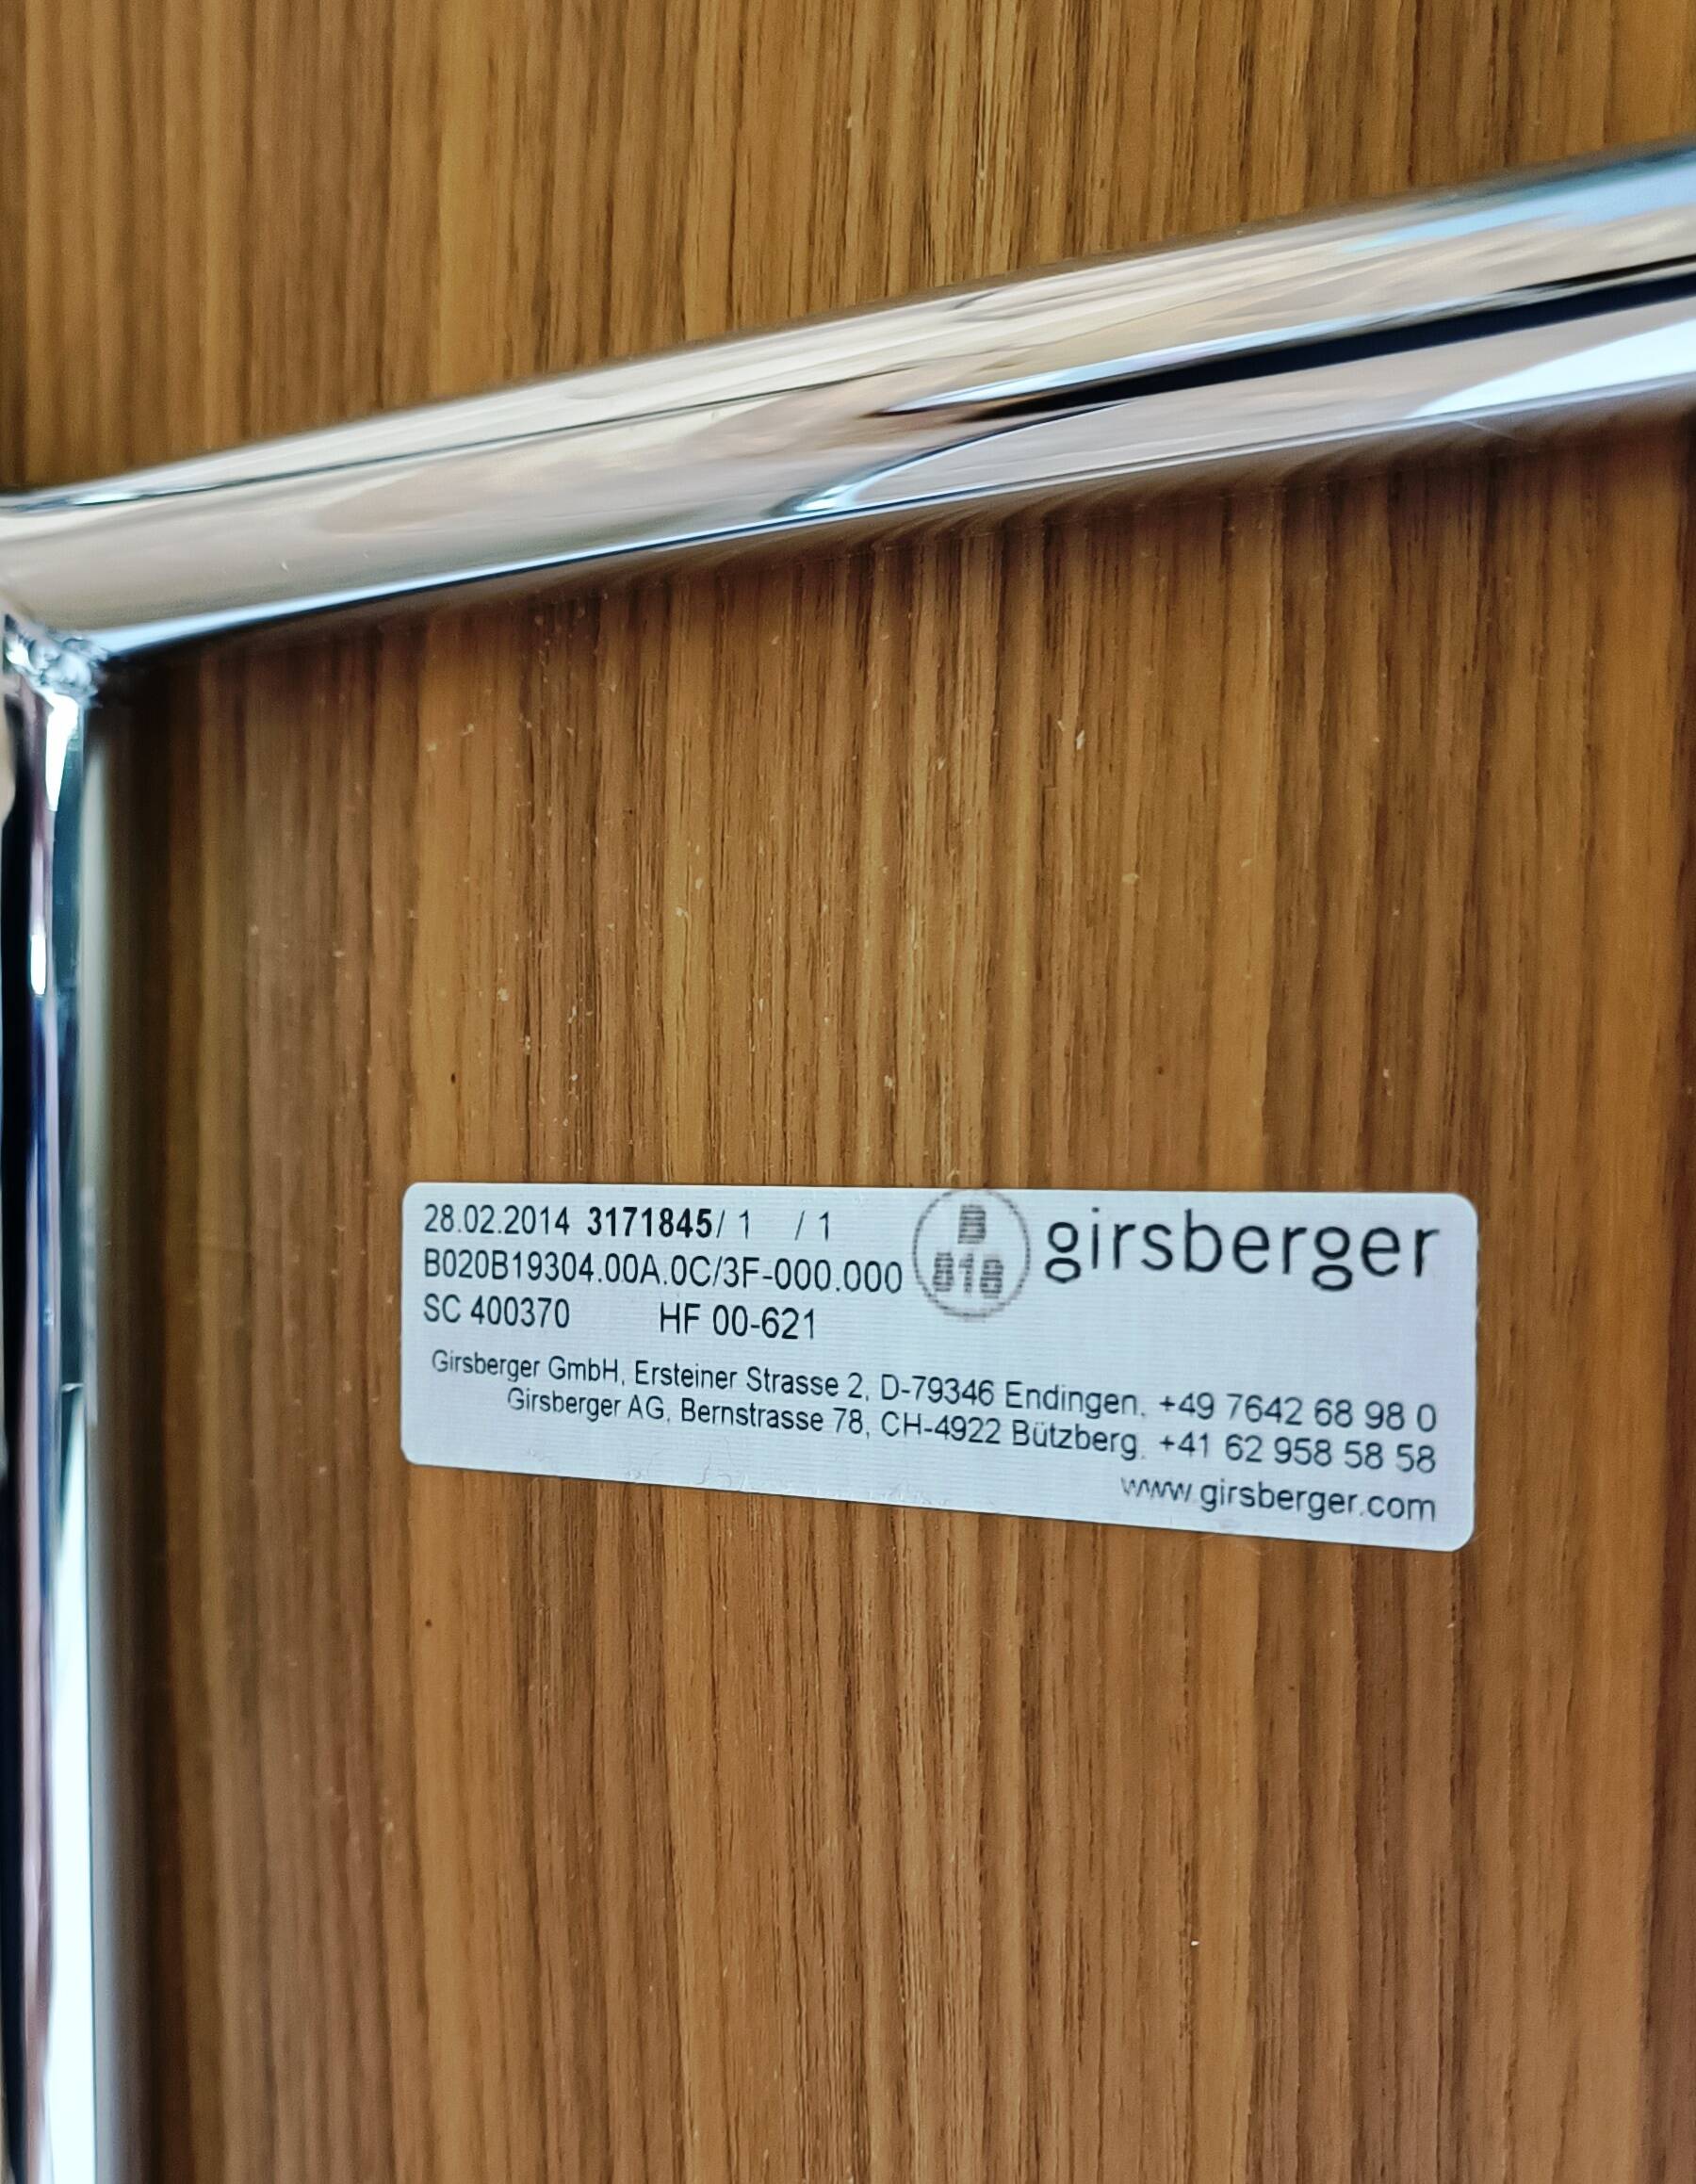 28.02.2014 3171845/ 1 / 1
B020B19304.00A.0C/3F-000.000
SC 400370 HF 00-621
B
818
girsberger
Girsberger GmbH, Ersteiner Strasse 2, D-79346 Endingen, +49 7642 68 98 0
Girsberger AG, Bernstrasse 78, CH-4922 Bützberg, +41 62 958 58 58
www.girsberger.com